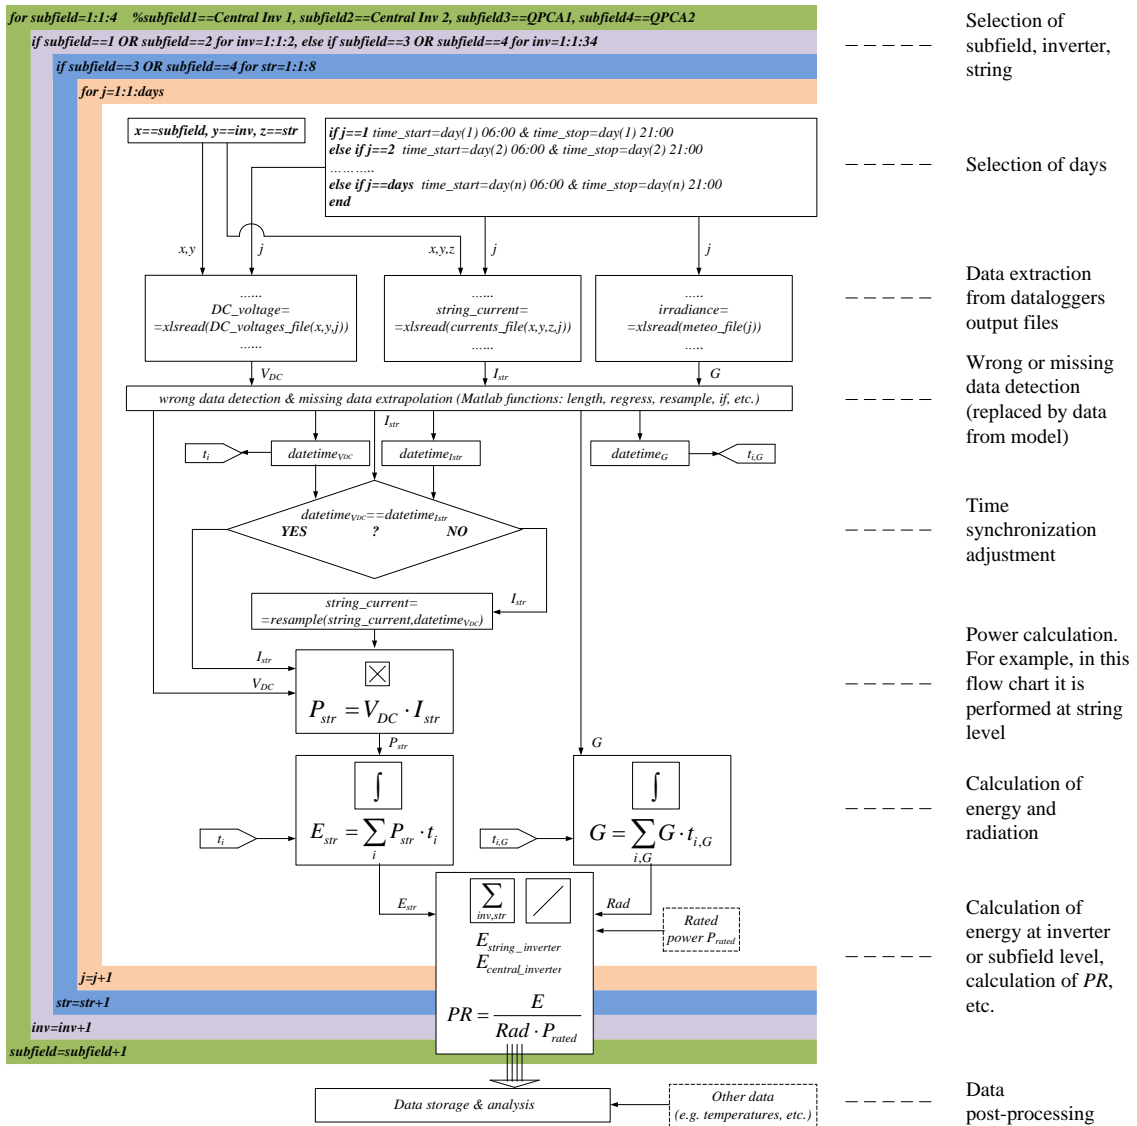 for subfield=1:1:4 %subfield1==Central Inv 1, subfield2==Central Inv 2, subfield3==QPCA1, subfield4==QPCA2
if subfield==1 OR subfield==2 for inv=1:1:2, else if subfield==3 OR subfield==4 for inv=1:1:34
if subfield==3 OR subfield==4 for str=1:1:8
for j=1:1:days
Selection of
subfield, inverter,
string
x==subfield, y==inv, z==str
if j==1 time_start=day(1) 06:00 & time_stop=day(1) 21:00
else if j==2 time_start=day(2) 06:00 & time_stop=day(2) 21:00
… … …..
else if j==days time_start=day(n) 06:00 & time_stop=day(n) 21:00
end
Selection of days
x,y
j
x,y,z
j
j
……
DC_voltage=
=xlsread(DC_voltages_file(x,y,j))
……
……
string_current=
=xlsread(currents_file(x,y,z,j)
……
…..
irradiance=
=xlsread(meteo_file(j)
…..
Data extraction
from dataloggers
output files
V_DC
I_str
G
wrong data detection & missing data extrapolation (Matlab functions: length, regress, resample, if, etc.)
Wrong or missing
data detection
(replaced by data
from model)
I_str
t_i
datetime_VDC
datetime_Istr
datetime_G
t_i,G
datetime_VDC==datetime_Istr
YES ? NO
Time
synchronization
adjustment
string_current=
=resample(string_current,datetime_VDC)
I_str
I_str
V_DC
P_str = V_DC · I_str
Power calculation.
For example, in this
flow chart it is
performed at string
level
P_str
G
∫
E_str = ∑_i P_str · t_i
t_i
∫
G = ∑_i,G G · t_i,G
t_i,G
Calculation of
energy and
radiation
E_str
Rad
∑
inv,str
E_string_inverter
E_central_inverter
PR = E
Rad · P_rated
Rated
power P_rated
Calculation of
energy at inverter
or subfield level,
calculation of PR,
etc.
j=j+1
str=str+1
inv=inv+1
subfield=subfield+1
Data storage & analysis
Other data
(e.g. temperatures, etc.)
Data
post-processing